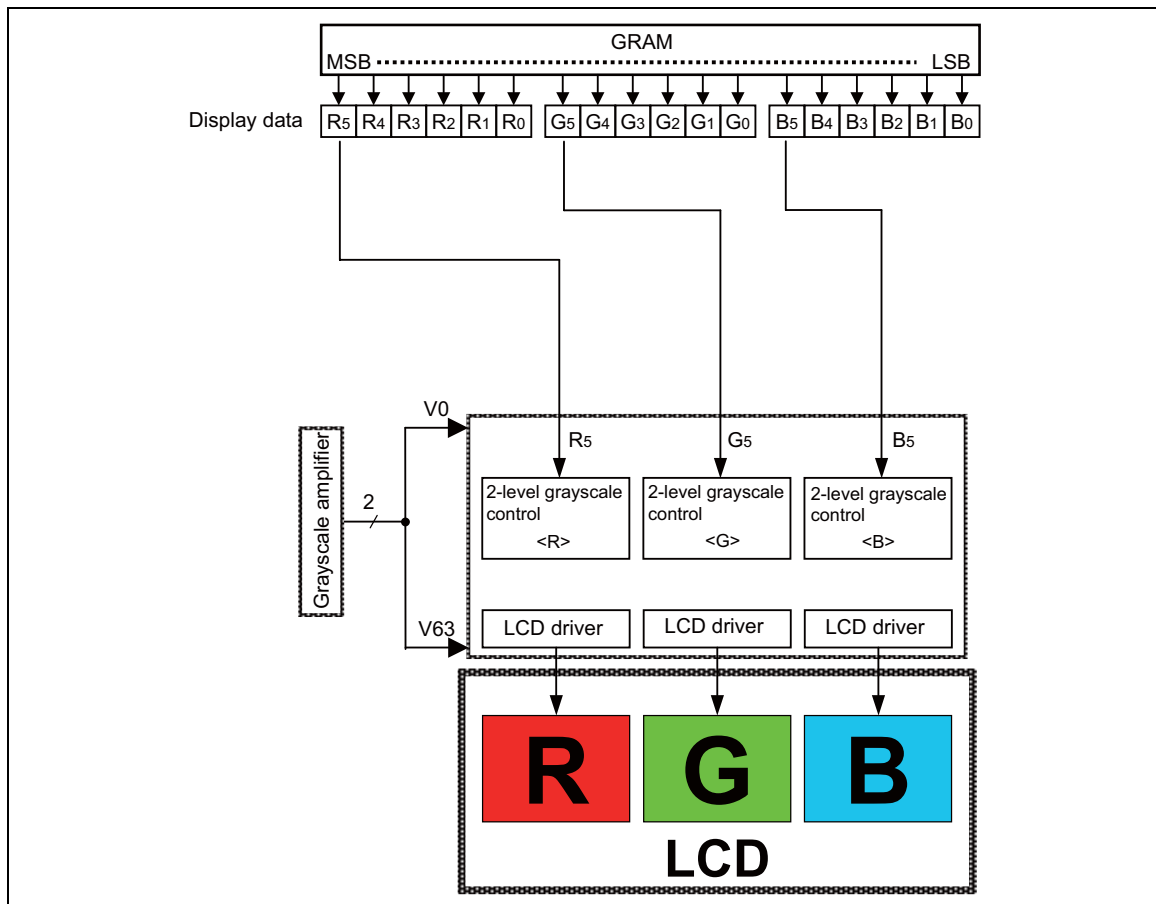 GRAM
MSB LSB
Display data R5 R4 R3 R2 R1 R0 G5 G4 G3 G2 G1 G0 B5 B4 B3 B2 B1 B0
V0
R5 G5 B5
Grayscale amplifier
2
2-level grayscale control <R>
2-level grayscale control <G>
2-level grayscale control <B>
V63
LCD driver LCD driver LCD driver
R G B
LCD